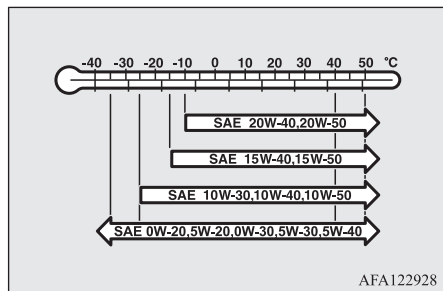 -40 -30 -20 -10 0 10 20 30 40 50 °C
SAE 20W-40,20W-50
SAE 15W-40,15W-50
SAE 10W-30,10W-40,10W-50
SAE 0W-20,5W-20,0W-30,5W-30,5W-40
AFA122928